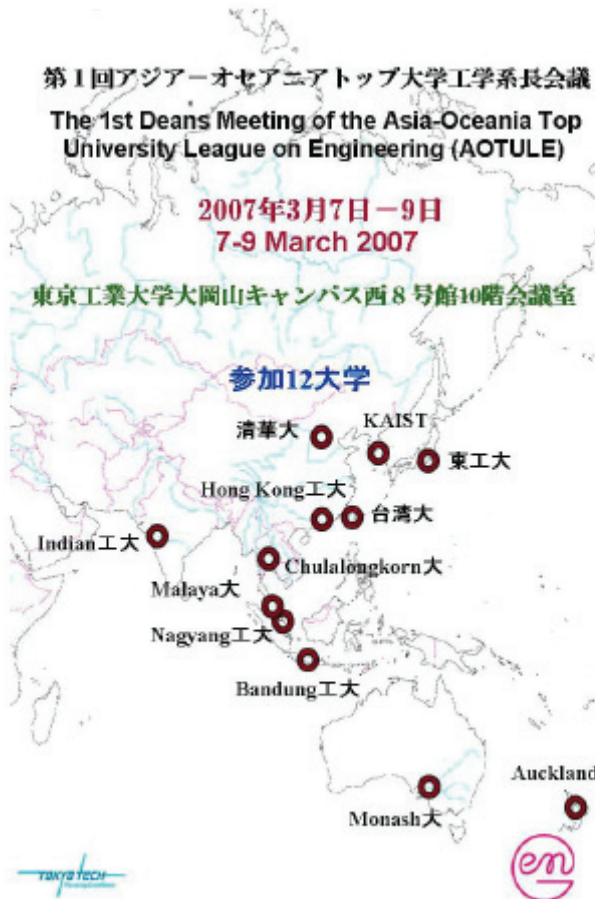 第１回アジアーオセアニアトップ大学工学系長会議
The 1st Deans Meeting of the Asia-Oceania Top
University League on Engineering (AOTULE)
2007年3月7日－9日
7-9 March 2007
東京工業大学大岡山キャンパス西８号館10階会議室
参加12大学
KAIST
清華大
東工大
Hong Kong工大
台湾大
Indian工大
Chulalongkorn大
Malaya大
Nagyang工大
Bandung工大
Auckland
Monash大
TOKYO TECH
en